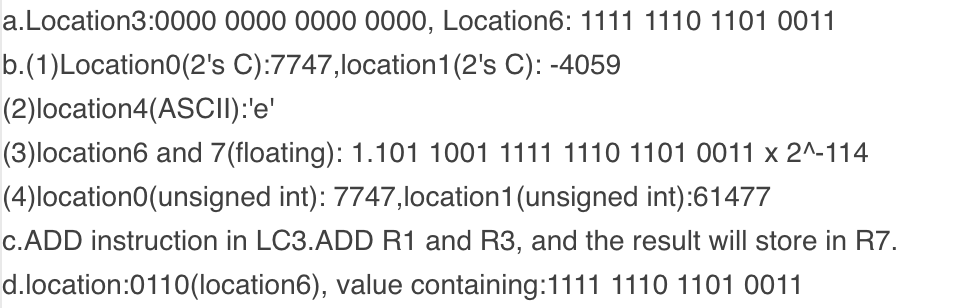 a.Location3:0000 0000 0000 0000, Location6: 1111 1110 1101 0011
b.(1)Location0(2's C):7747,location1(2's C): -4059
(2)location4(ASCII):'e'
(3)location6 and 7(floating): 1.101 1001 1111 1110 1101 0011 x 2^-114
(4)location0(unsigned int): 7747,location1(unsigned int):61477
c.ADD instruction in LC3.ADD R1 and R3, and the result will store in R7.
d.location:0110(location6), value containing:1111 1110 1101 0011